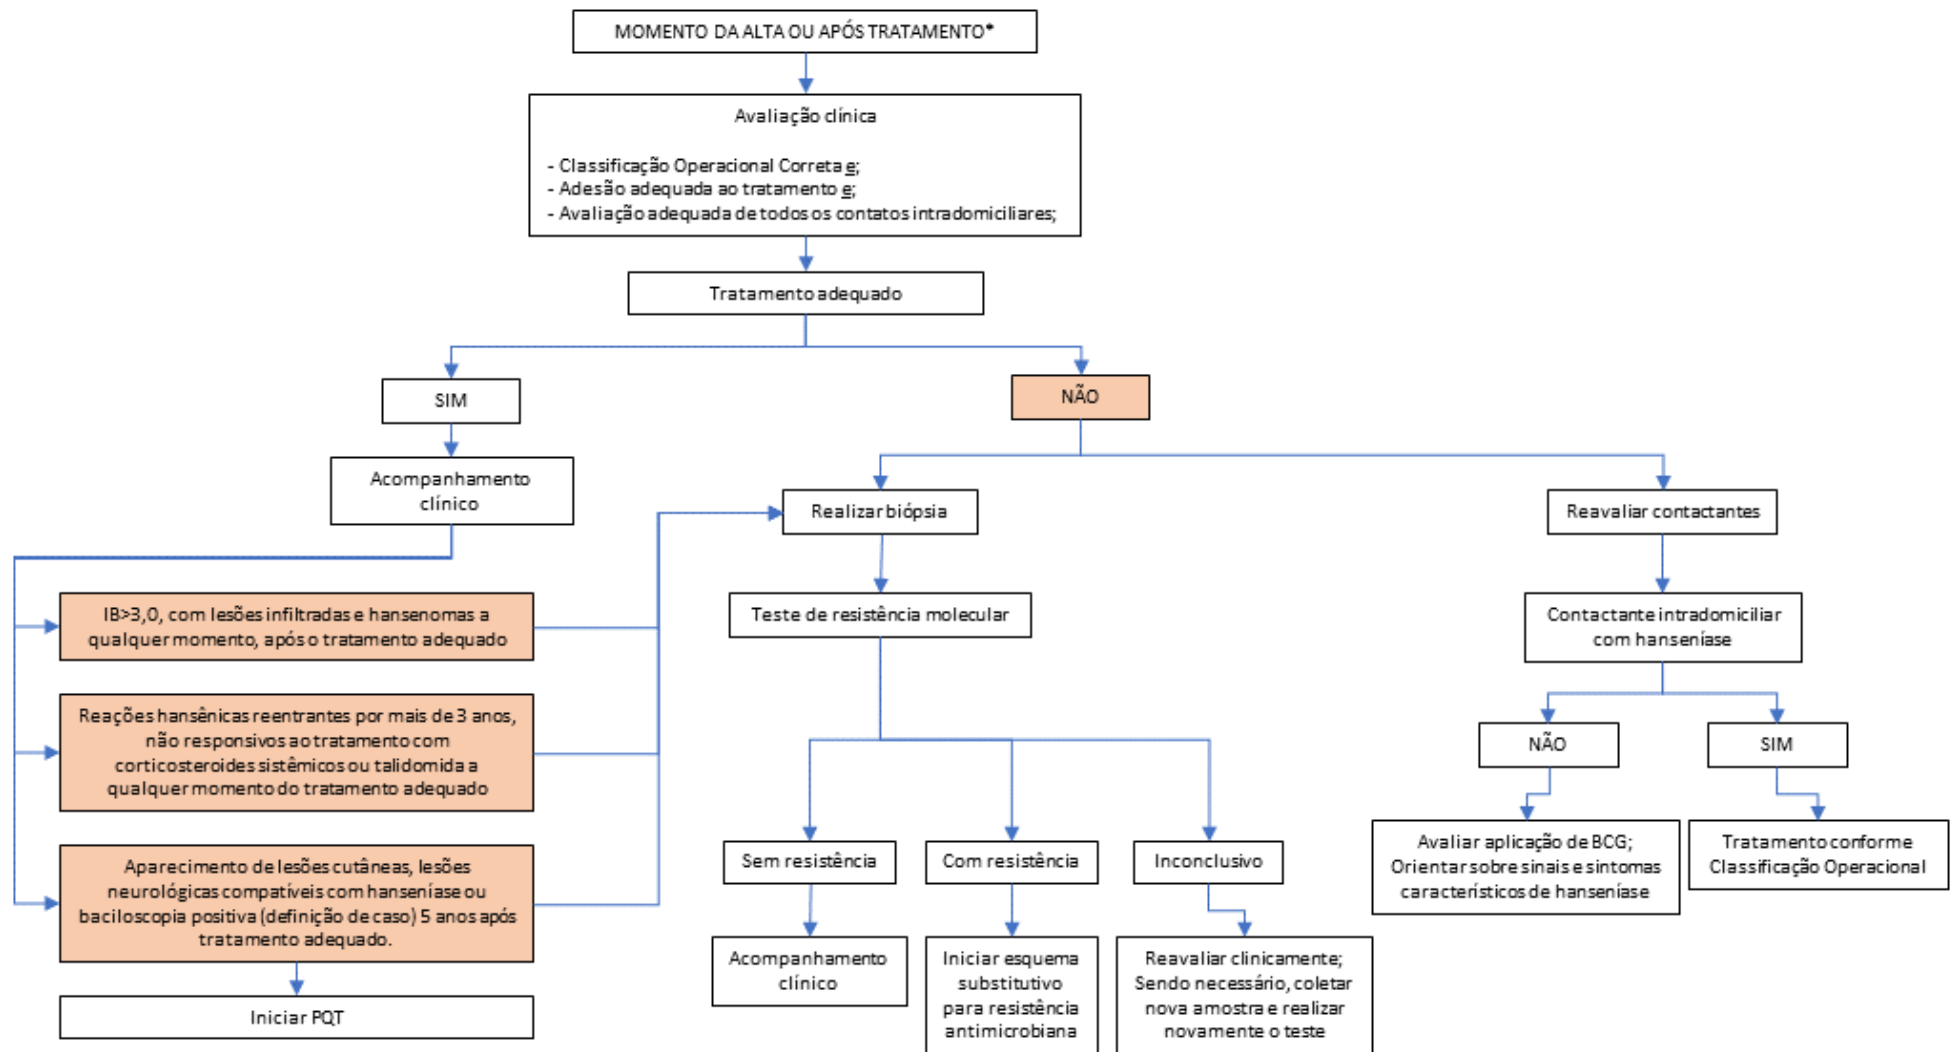 MOMENTO DA ALTA OU APÓS TRATAMENTO*
Avaliação clínica
- Classificação Operacional Correta e;
- Adesão adequada ao tratamento e;
- Avaliação adequada de todos os contatos intradomiciliares;
Tratamento adequado
SIM
NÃO
Acompanhamento
clínico
Realizar biópsia
Reavaliar contactantes
IB>3,0, com lesões infiltradas e hansenomas a
qualquer momento, após o tratamento adequado
Teste de resistência molecular
Contactante intradomiciliar
com hanseníase
Reações hansênicas reentrantes por mais de 3 anos,
não responsivos ao tratamento com
corticosteroides sistêmicos ou talidomida a
qualquer momento do tratamento adequado
NÃO
SIM
Aparecimento de lesões cutâneas, lesões
neurológicas compatíveis com hanseníase ou
baciloscopia positiva (definição de caso) 5 anos após
tratamento adequado.
Sem resistência
Com resistência
Inconclusivo
Avaliar aplicação de BCG;
Orientar sobre sinais e sintomas
característicos de hanseníase
Tratamento conforme
Classificação Operacional
Iniciar PQT
Acompanhamento
clínico
Iniciar esquema
substitutivo
para resistência
antimicrobiana
Reavaliar clinicamente;
Sendo necessário, coletar
nova amostra e realizar
novamente o teste